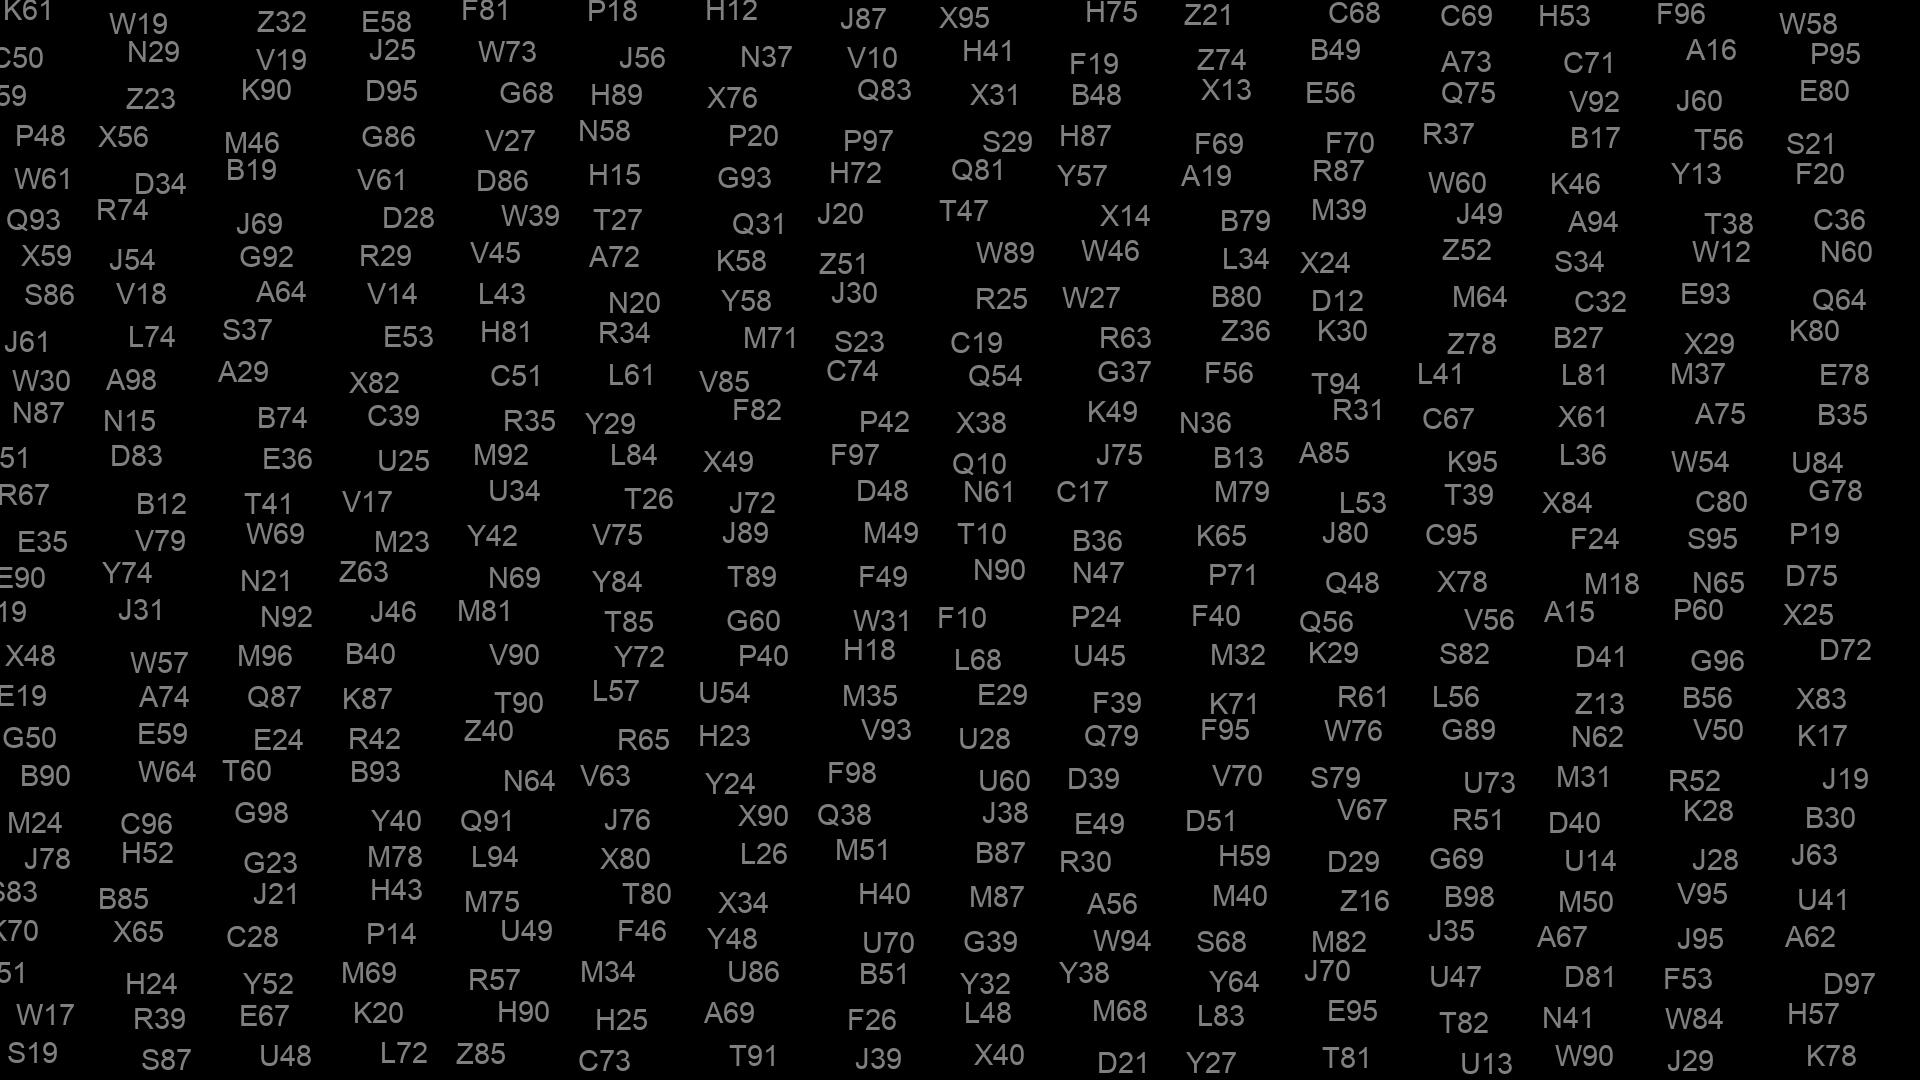 K61 W19 Z32 E58 F81 P18 H12 J87 X95 H75 Z21 C68 C69 H53 F96 W58
C50 N29 V19 J25 W73 J56 N37 V10 H41 F19 Z74 B49 A73 C71 A16 P95
59 Z23 K90 D95 G68 H89 X76 Q83 X31 B48 X13 E56 Q75 V92 J60 E80
P48 X56 M46 G86 V27 N58 P20 P97 S29 H87 F69 F70 R37 B17 T56 S21
W61 D34 B19 V61 D86 H15 G93 H72 Q81 Y57 A19 R87 W60 K46 Y13 F20
Q93 R74 J69 D28 W39 T27 Q31 J20 T47 X14 B79 M39 J49 A94 T38 C36
X59 J54 G92 R29 V45 A72 K58 Z51 W89 W46 L34 X24 Z52 S34 W12 N60
S86 V18 A64 V14 L43 N20 Y58 J30 R25 W27 B80 D12 M64 C32 E93 Q64
J61 L74 S37 E53 H81 R34 M71 S23 C19 R63 Z36 K30 Z78 B27 X29 K80
W30 A98 A29 X82 C51 L61 V85 C74 Q54 G37 F56 T94 L41 L81 M37 E78
N87 N15 B74 C39 R35 Y29 F82 P42 X38 K49 N36 R31 C67 X61 A75 B35
51 D83 E36 U25 M92 L84 X49 F97 Q10 J75 B13 A85 K95 L36 W54 U84
R67 B12 T41 V17 U34 T26 J72 D48 N61 C17 M79 L53 T39 X84 C80 G78
E35 V79 W69 M23 Y42 V75 J89 M49 T10 B36 K65 J80 C95 F24 S95 P19
E90 Y74 N21 Z63 N69 Y84 T89 F49 N90 N47 P71 Q48 X78 M18 N65 D75
19 J31 N92 J46 M81 T85 G60 W31 F10 P24 F40 Q56 V56 A15 P60 X25
X48 W57 M96 B40 V90 Y72 P40 H18 L68 U45 M32 K29 S82 D41 G96 D72
E19 A74 Q87 K87 T90 L57 U54 M35 E29 F39 K71 R61 L56 Z13 B56 X83
G50 E59 E24 R42 Z40 R65 H23 V93 U28 Q79 F95 W76 G89 N62 V50 K17
B90 W64 T60 B93 N64 V63 Y24 F98 U60 D39 V70 S79 U73 M31 R52 J19
M24 C96 G98 Y40 Q91 J76 X90 Q38 J38 E49 D51 V67 R51 D40 K28 B30
J78 H52 G23 M78 L94 X80 L26 M51 B87 R30 H59 D29 G69 U14 J28 J63
S83 B85 J21 H43 M75 T80 X34 H40 M87 A56 M40 Z16 B98 M50 V95 U41
K70 X65 C28 P14 U49 F46 Y48 U70 G39 W94 S68 M82 J35 A67 J95 A62
51 H24 Y52 M69 R57 M34 U86 B51 Y32 Y38 Y64 J70 U47 D81 F53 D97
W17 R39 E67 K20 H90 H25 A69 F26 L48 M68 L83 E95 T82 N41 W84 H57
S19 S87 U48 L72 Z85 C73 T91 J39 X40 D21 Y27 T81 U13 W90 J29 K78